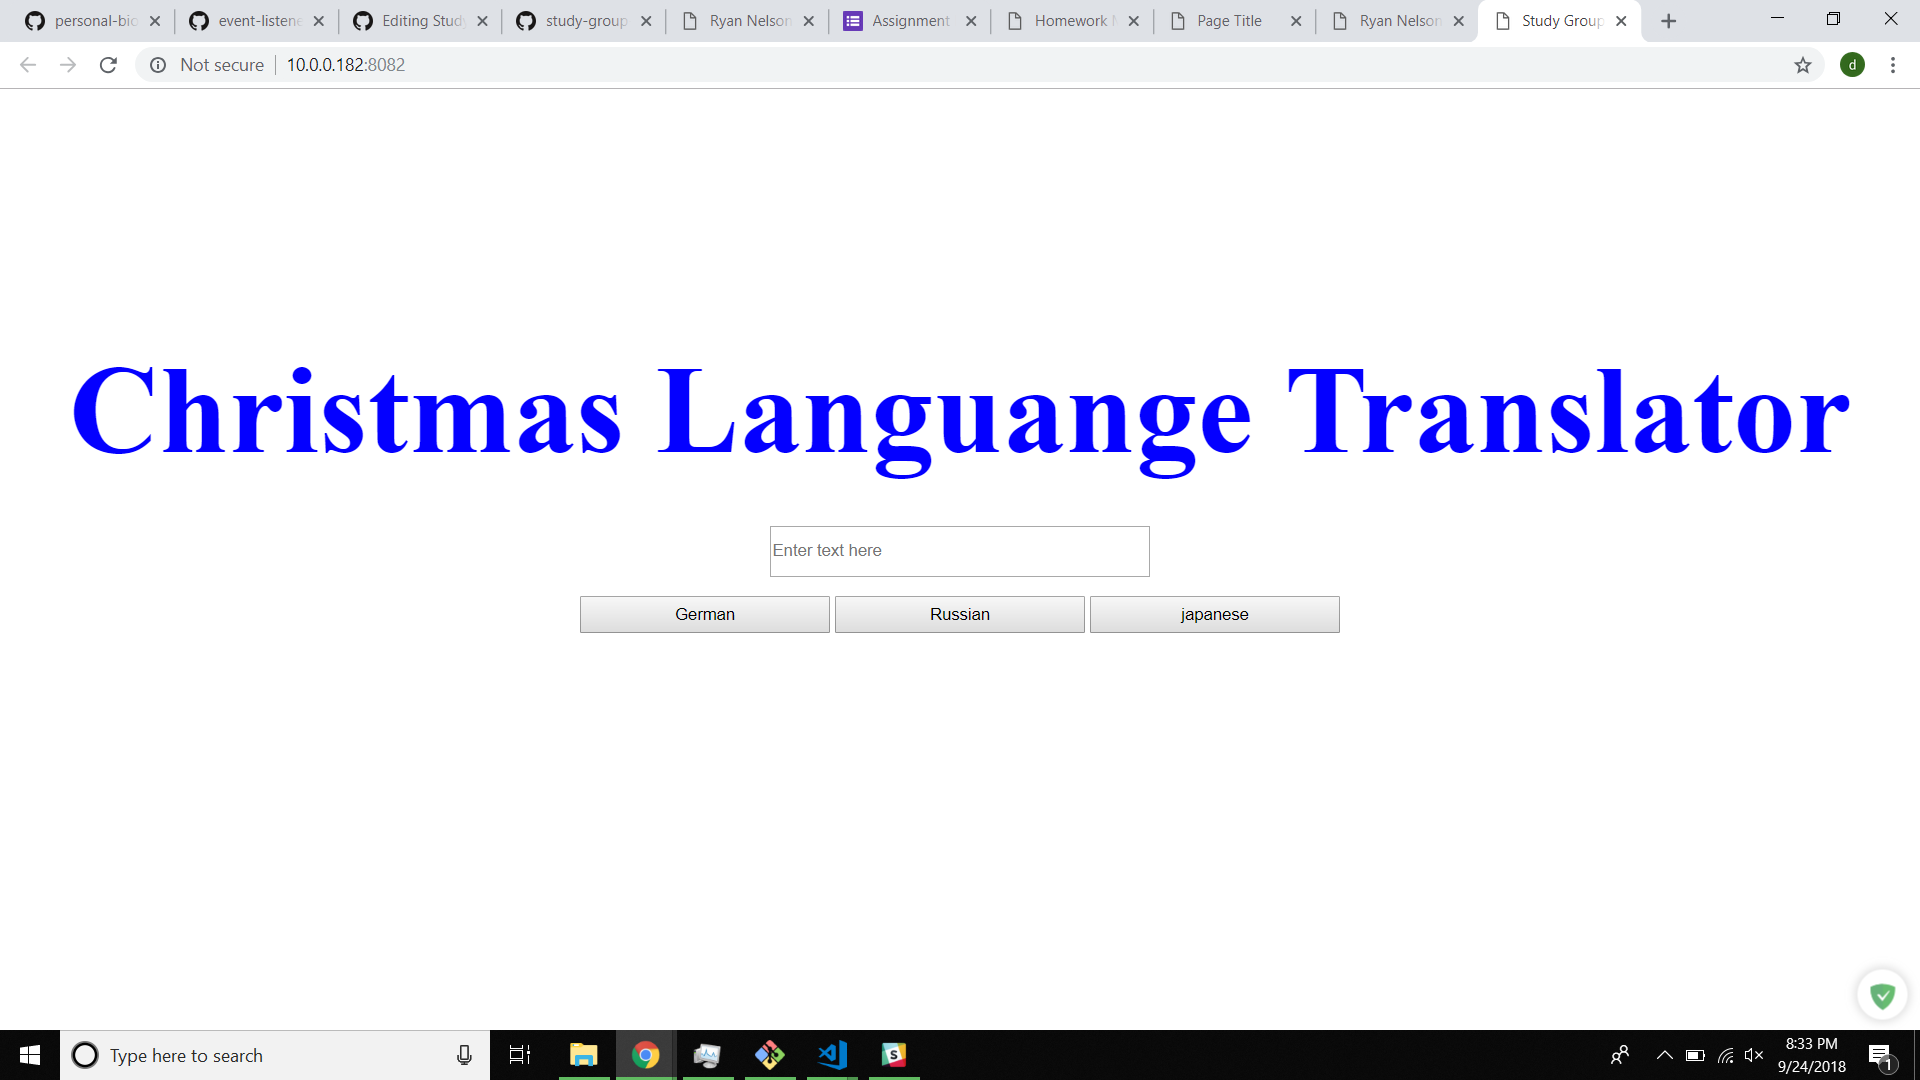 personal-bio event-listene Editing Study study-group Ryan Nelson Assignment Homework Page Title Ryan Nelson Study Group
Not secure 10.0.0.182:8082 d
Christmas Languange Translator
Enter text here
German Russian japanese
Type here to search
8:33 PM
9/24/2018
1